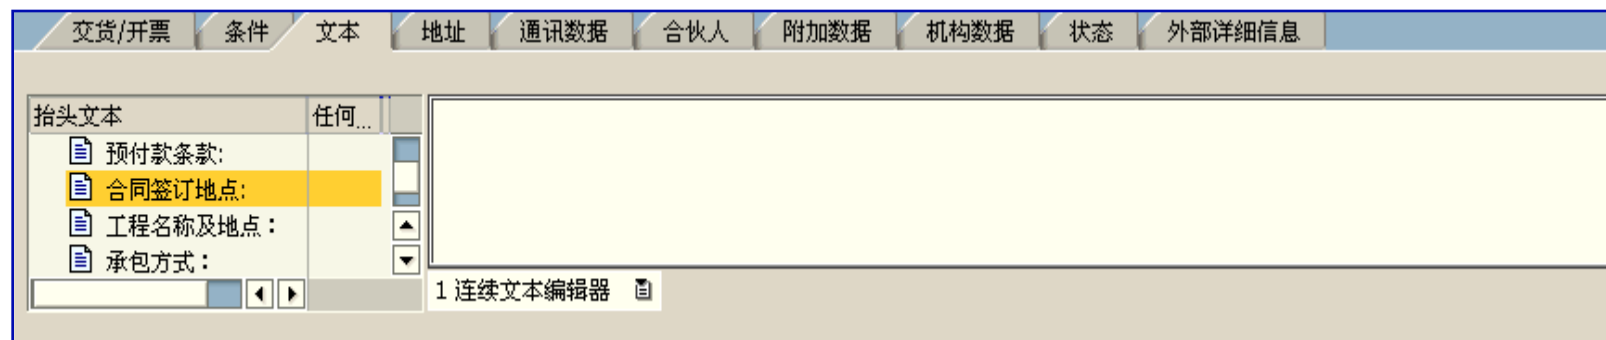 交货/开票 条件 文本 地址 通讯数据 合伙人 附加数据 机构数据 状态 外部详细信息
抬头文本 任何...
预付款条款:
合同签订地点:
工程名称及地点：
承包方式：
1 连续文本编辑器